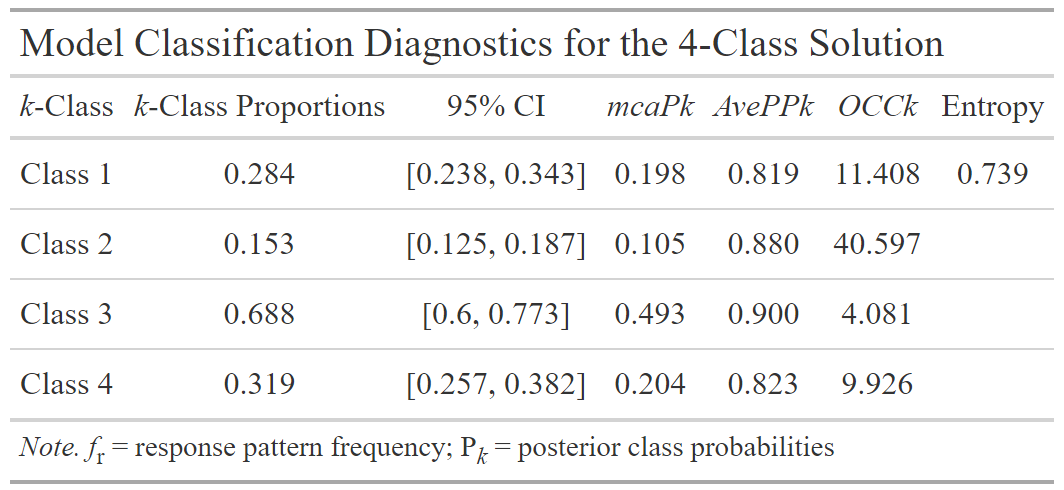 Model Classification Diagnostics for the 4-Class Solution
k-Class k-Class Proportions 95% CI mcaPk AvePPk OCCk Entropy
Class 1 0.284 [0.238, 0.343] 0.198 0.819 11.408 0.739
Class 2 0.153 [0.125, 0.187] 0.105 0.880 40.597
Class 3 0.688 [0.6, 0.773] 0.493 0.900 4.081
Class 4 0.319 [0.257, 0.382] 0.204 0.823 9.926
Note. fr = response pattern frequency; Pk = posterior class probabilities